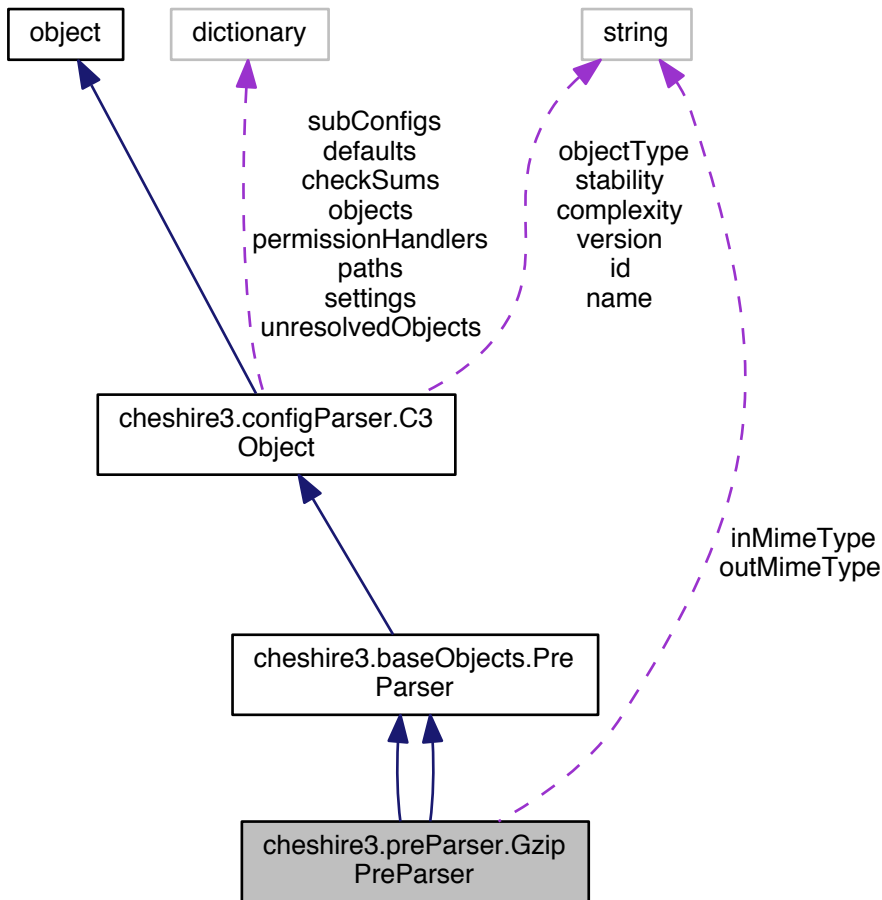 object
dictionary
string
subConfigs
defaults
checkSums
objects
permissionHandlers
paths
settings
unresolvedObjects
objectType
stability
complexity
version
id
name
cheshire3.configParser.C3
Object
inMimeType
outMimeType
cheshire3.baseObjects.Pre
Parser
cheshire3.preParser.Gzip
PreParser